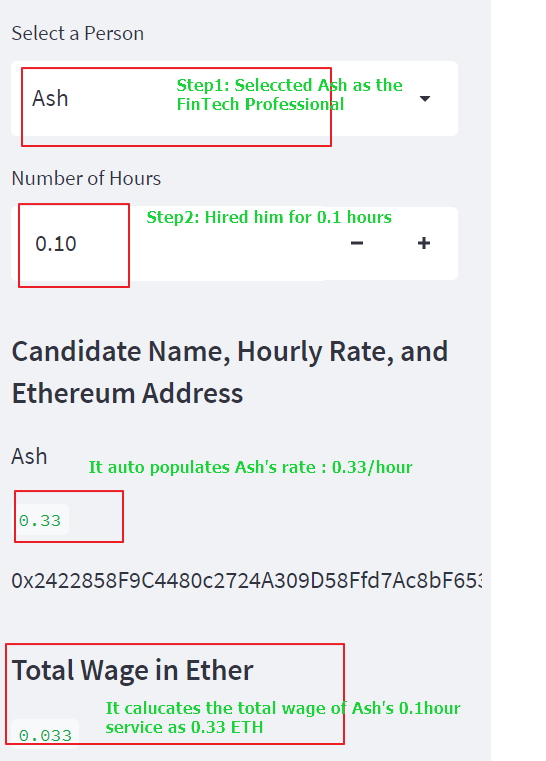 Select a Person
Ash
Step1: Seleccted Ash as the
FinTech Professional
Number of Hours
Step2: Hired him for 0.1 hours
0.10
Candidate Name, Hourly Rate, and
Ethereum Address
Ash
It auto populates Ash's rate : 0.33/hour
0.33
0x2422858F9C4480c2724A309D58Ffd7Ac8bF653
Total Wage in Ether
It calucates the total wage of Ash's 0.1hour
service as 0.33 ETH
0.033